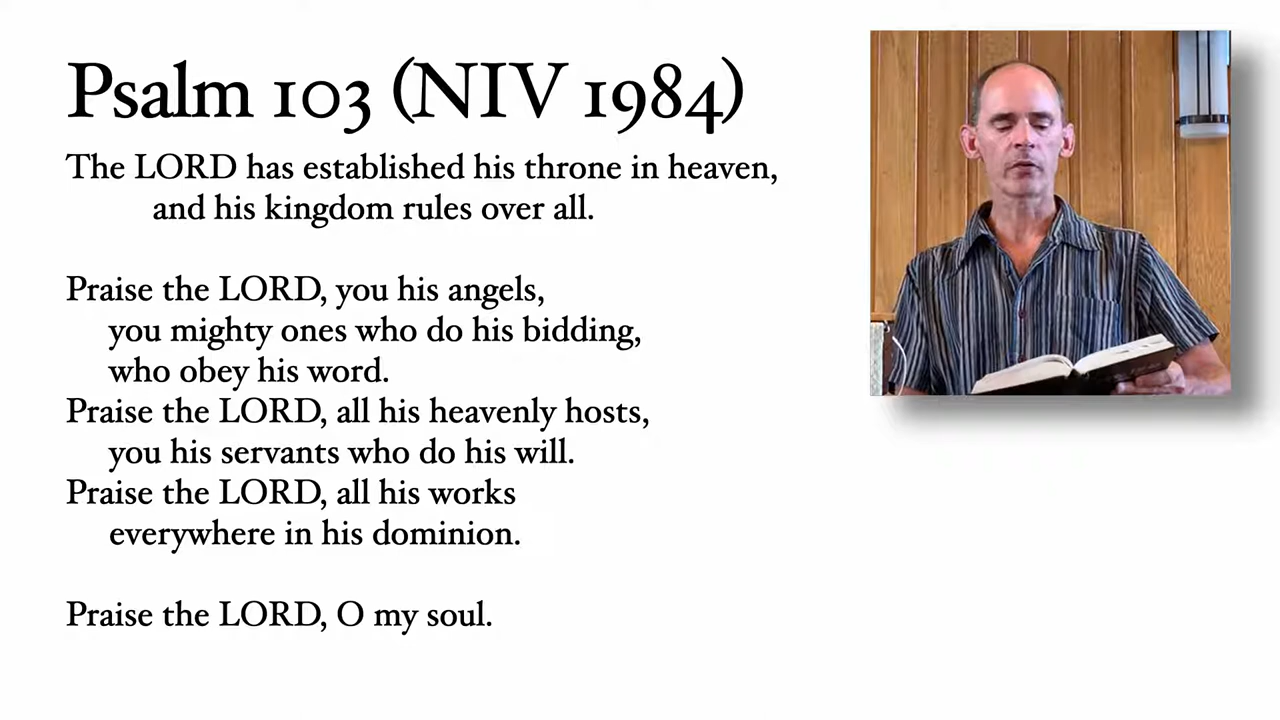 Psalm 103 (NIV 1984)
The LORD has established his throne in heaven,
and his kingdom rules over all.
Praise the LORD, you his angels,
you mighty ones who do his bidding,
who obey his word.
Praise the LORD, all his heavenly hosts,
you his servants who do his will.
Praise the LORD, all his works
everywhere in his dominion.
Praise the LORD, O my soul.